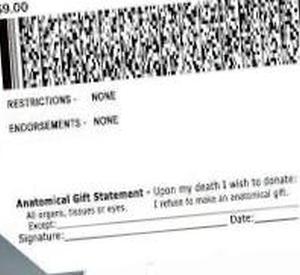 9.00
RESTRICTIONS - NONE
ENDORSEMENTS - NONE
Anatomical Gift Statement - Upon my death I wish to donate:
All organs, tissues or eyes. I refuse to make an anatomical gift.
Except:
Signature: Date: